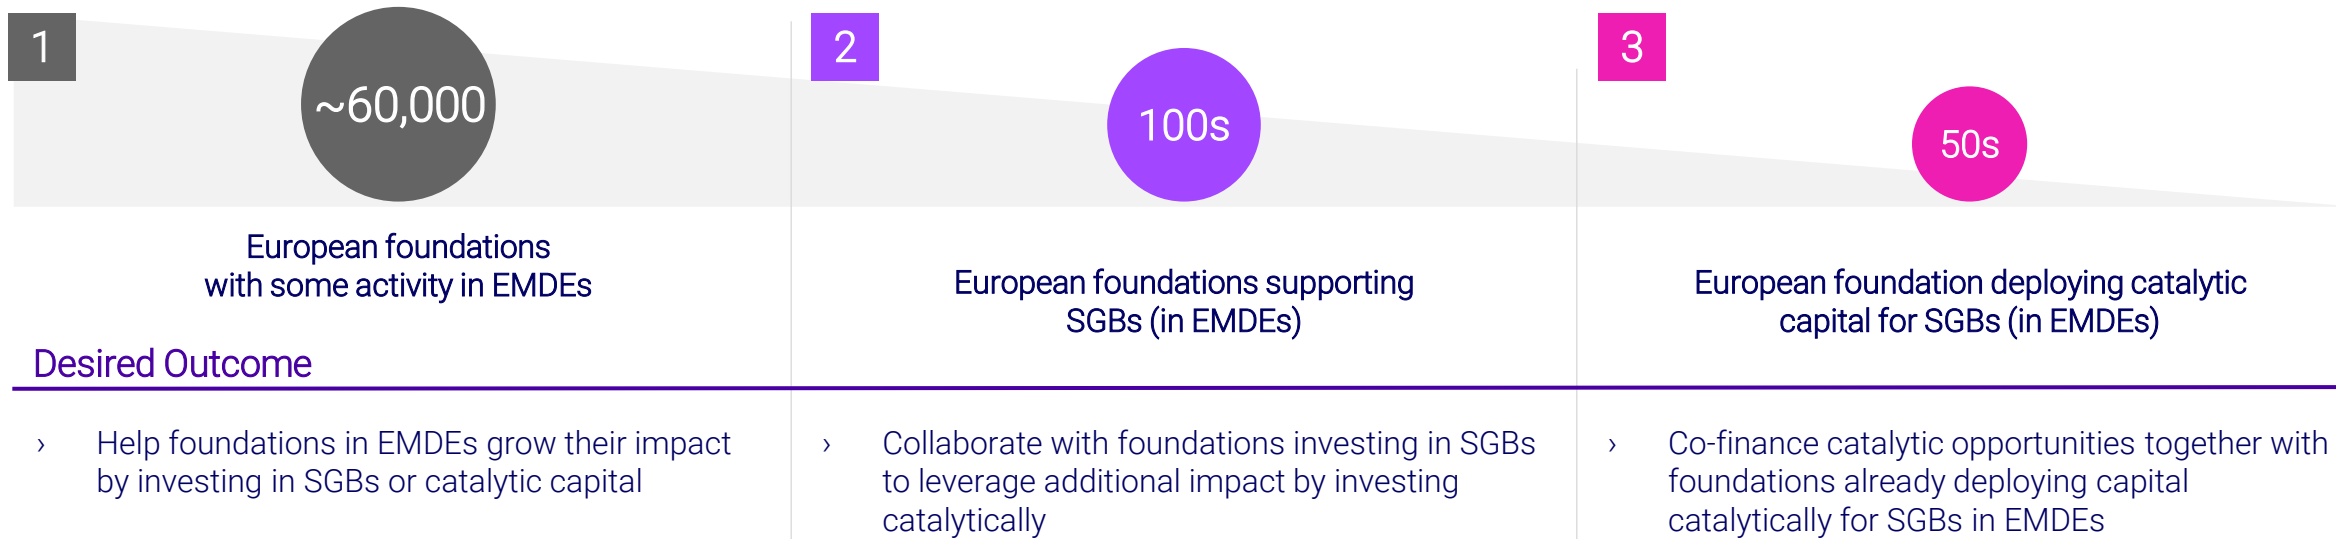 1
~60,000
European foundations
with some activity in EMDEs
2
100s
European foundations supporting
SGBs (in EMDEs)
3
50s
European foundation deploying catalytic
capital for SGBs (in EMDEs)
Desired Outcome
› Help foundations in EMDEs grow their impact
by investing in SGBs or catalytic capital
› Collaborate with foundations investing in SGBs
to leverage additional impact by investing
catalytically
› Co-finance catalytic opportunities together with
foundations already deploying capital
catalytically for SGBs in EMDEs